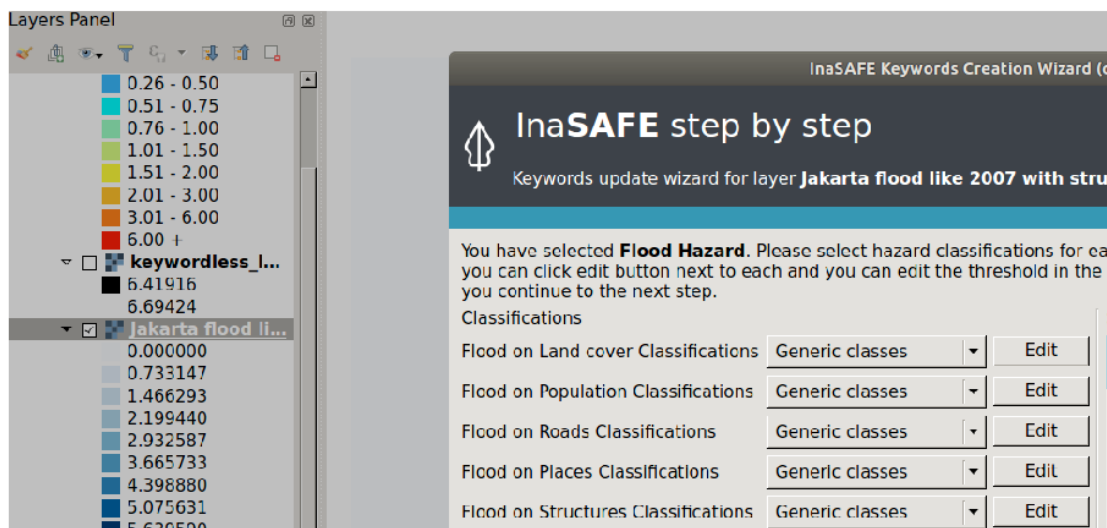 Layers Panel
0.26 - 0.50
0.51 - 0.75
0.76 - 1.00
1.01 - 1.50
1.51 - 2.00
2.01 - 3.00
3.01 - 6.00
6.00 +
keywordless_l...
6.41916
6.69424
Jakarta flood li...
0.000000
0.733147
1.466293
2.199440
2.932587
3.665733
4.398880
5.075631
InaSAFE Keywords Creation Wizard (
InaSAFE step by step
Keywords update wizard for layer Jakarta flood like 2007 with stru
You have selected Flood Hazard. Please select hazard classifications for ea
you can click edit button next to each and you can edit the threshold in the
you continue to the next step.
Classifications
Flood on Land cover Classifications Generic classes Edit
Flood on Population Classifications Generic classes Edit
Flood on Roads Classifications Generic classes Edit
Flood on Places Classifications Generic classes Edit
Flood on Structures Classifications Generic classes Edit